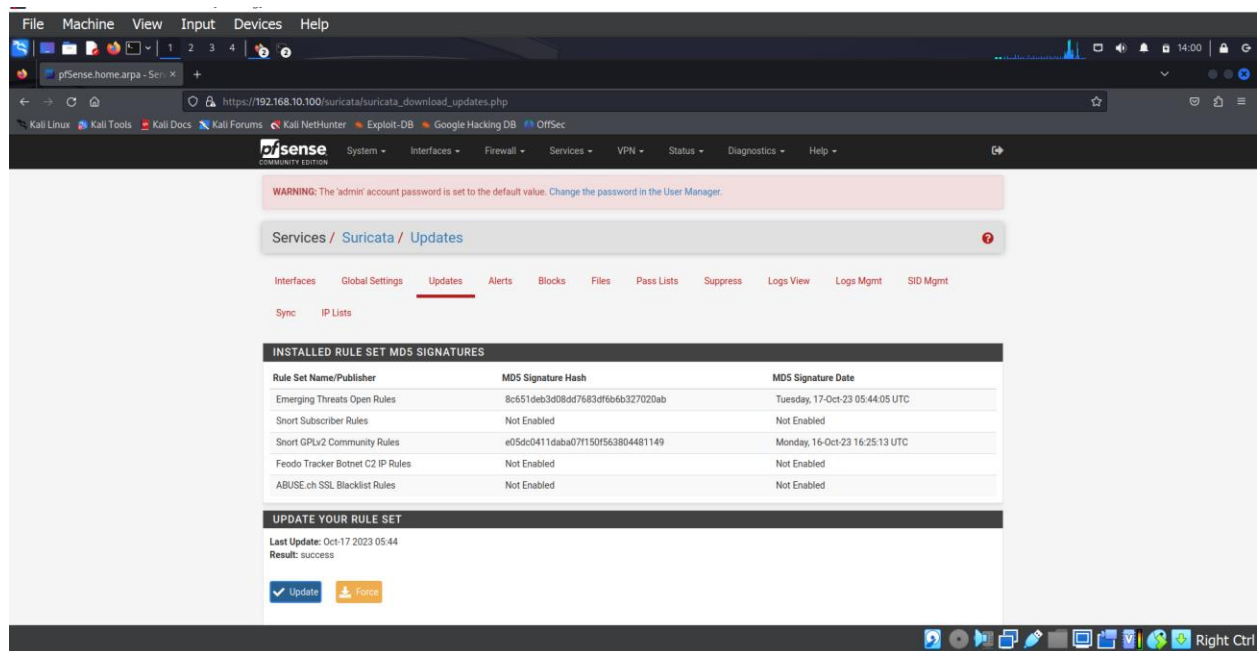 File Machine View Input Devices Help
1 2 3 4 2 2 14:00
pfSense.home.arpa - Serv × +
https://192.168.10.100/suricata/suricata_download_updates.php
Kali Linux Kali Tools Kali Docs Kali Forums Kali NetHunter Exploit-DB Google Hacking DB OffSec
pfsense System Interfaces Firewall Services VPN Status Diagnostics Help
COMMUNITY EDITION
WARNING: The 'admin' account password is set to the default value. Change the password in the User Manager.
Services / Suricata / Updates
Interfaces Global Settings Updates Alerts Blocks Files Pass Lists Suppress Logs View Logs Mgmt SID Mgmt
Sync IP Lists
INSTALLED RULE SET MD5 SIGNATURES
Rule Set Name/Publisher MD5 Signature Hash MD5 Signature Date
Emerging Threats Open Rules 8c651deb3d08dd7683df6b6b327020ab Tuesday, 17-Oct-23 05:44:05 UTC
Snort Subscriber Rules Not Enabled Not Enabled
Snort GPLv2 Community Rules e05dc0411daba07f150f563804481149 Monday, 16-Oct-23 16:25:13 UTC
Feodo Tracker Botnet C2 IP Rules Not Enabled Not Enabled
ABUSE.ch SSL Blacklist Rules Not Enabled Not Enabled
UPDATE YOUR RULE SET
Last Update: Oct-17 2023 05:44
Result: success
Update Force
Right Ctrl